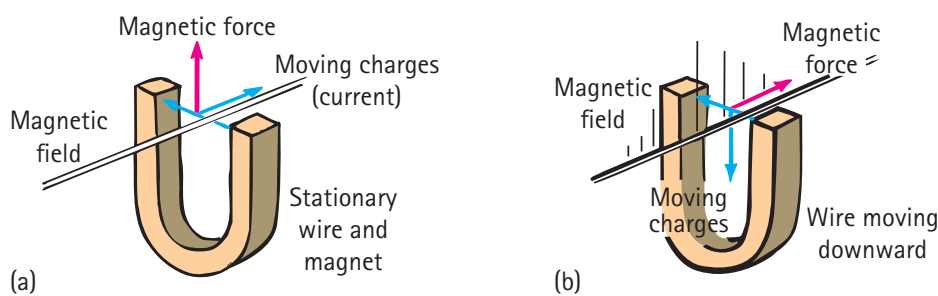 Magnetic force
Moving charges
(current)
Magnetic
field
Stationary
wire and
magnet
(a)
Magnetic
force
Magnetic
field
Moving
charges
Wire moving
downward
(b)